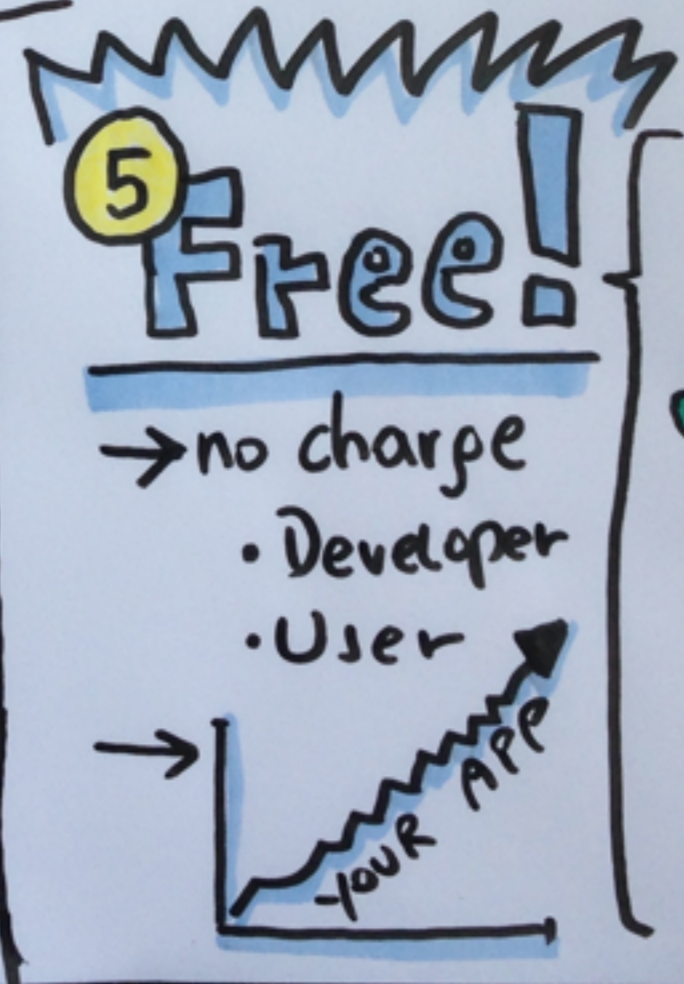 5
Free!
→ no charge
• Developer
• User
→
YOUR APP